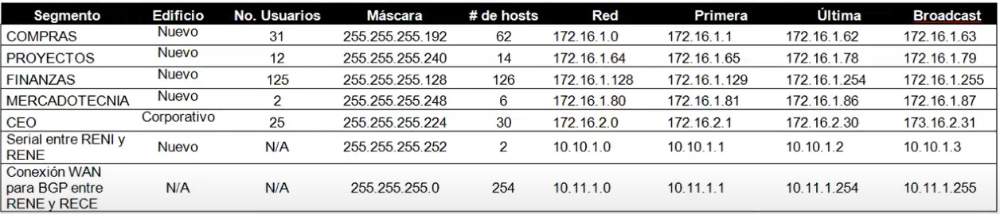 Segmento Edificio No. Usuarios Máscara # de hosts Red Primera Última Broadcast
COMPRAS Nuevo 31 255.255.255.192 62 172.16.1.0 172.16.1.1 172.16.1.62 172.16.1.63
PROYECTOS Nuevo 12 255.255.255.240 14 172.16.1.64 172.16.1.65 172.16.1.78 172.16.1.79
FINANZAS Nuevo 125 255.255.255.128 126 172.16.1.128 172.16.1.129 172.16.1.254 172.16.1.255
MERCADOTECNIA Nuevo 2 255.255.255.248 6 172.16.1.80 172.16.1.81 172.16.1.86 172.16.1.87
CEO Corporativo 25 255.255.255.224 30 172.16.2.0 172.16.2.1 172.16.2.30 173.16.2.31
Serial entre RENI y
RENE Nuevo N/A 255.255.255.252 2 10.10.1.0 10.10.1.1 10.10.1.2 10.10.1.3
Conexión WAN
para BGP entre N/A N/A 255.255.255.0 254 10.11.1.0 10.11.1.1 10.11.1.254 10.11.1.255
RENE y RECE